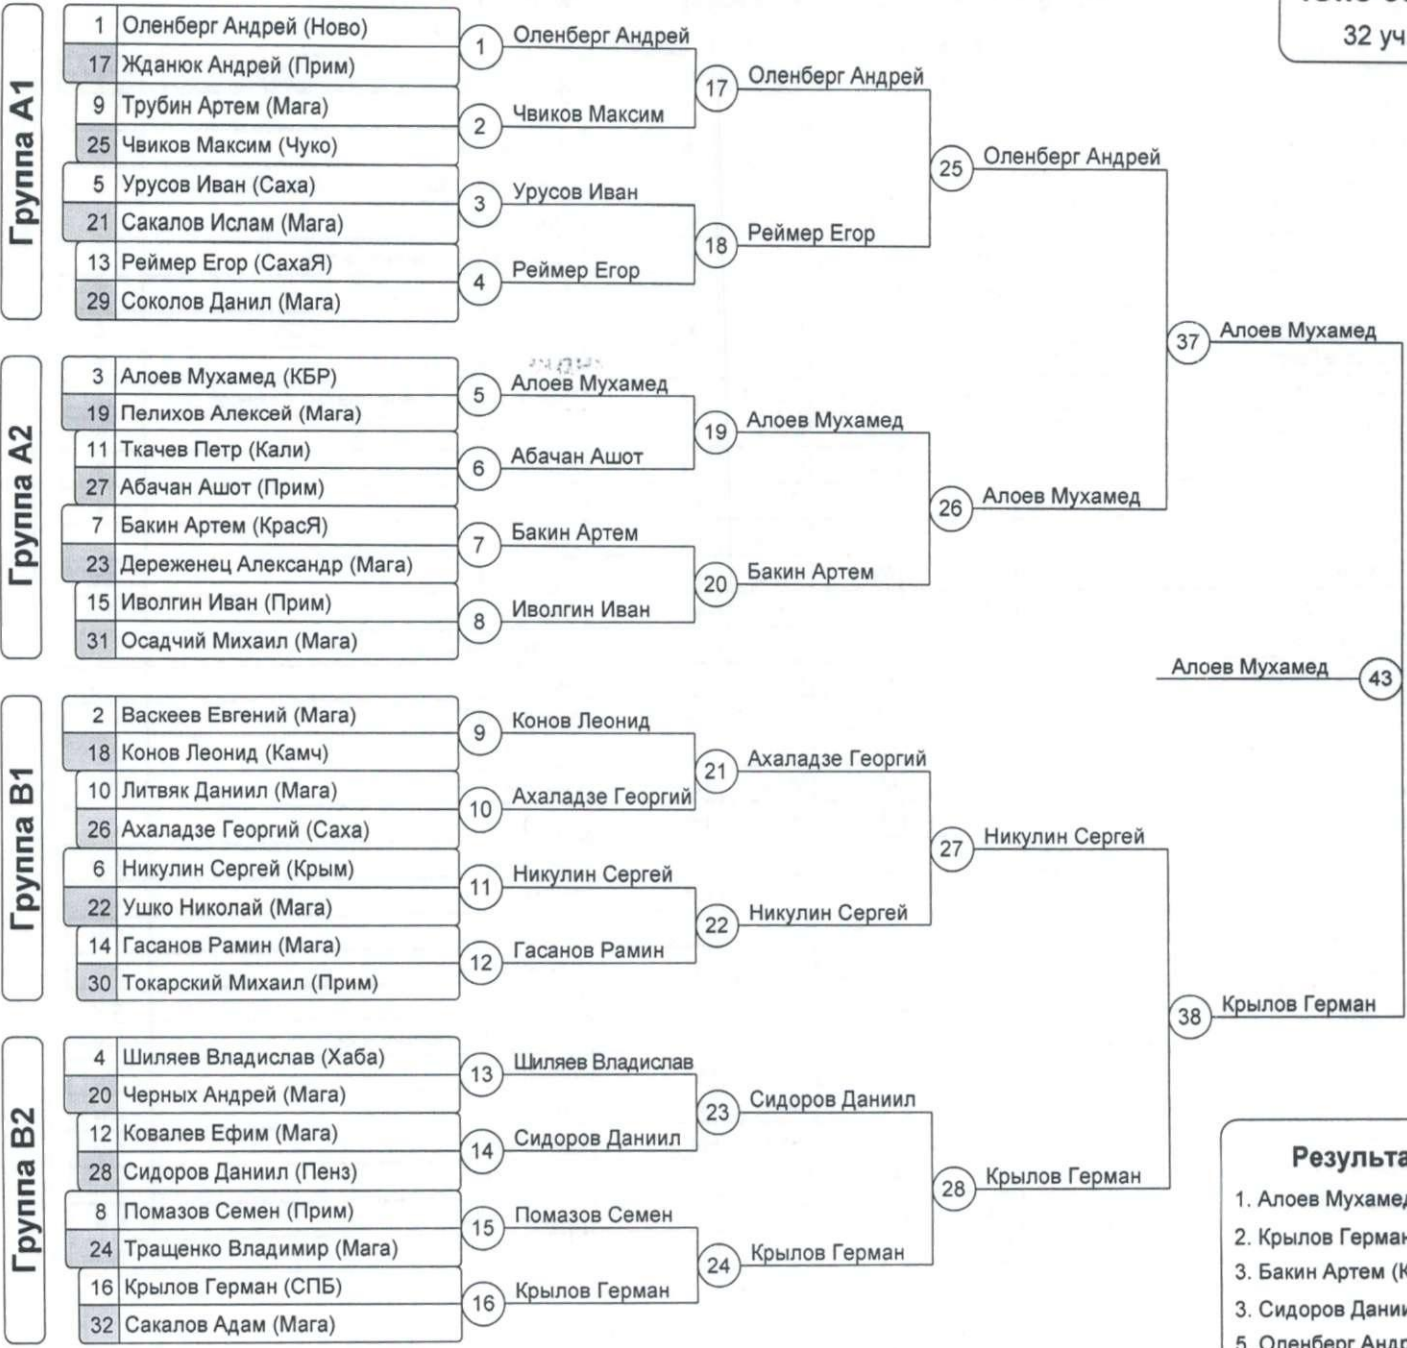 32 уч
Группа А1
1 Оленберг Андрей (Ново)
17 Жданюк Андрей (Прим)
9 Трубин Артем (Мага)
25 Чвиков Максим (Чуко)
5 Урусов Иван (Саха)
21 Сакалов Ислам (Мага)
13 Реймер Егор (СахаЯ)
29 Соколов Данил (Мага)
1 Оленберг Андрей
2 Чвиков Максим
3 Урусов Иван
4 Реймер Егор
17 Оленберг Андрей
18 Реймер Егор
25 Оленберг Андрей
Группа А2
3 Алоев Мухамед (КБР)
19 Пелихов Алексей (Мага)
11 Ткачев Петр (Кали)
27 Абачан Ашот (Прим)
7 Бакин Артем (КрасЯ)
23 Дереженец Александр (Мага)
15 Иволгин Иван (Прим)
31 Осадчий Михаил (Мага)
5 Алоев Мухамед
6 Абачан Ашот
7 Бакин Артем
8 Иволгин Иван
19 Алоев Мухамед
20 Бакин Артем
26 Алоев Мухамед
37 Алоев Мухамед
Алоев Мухамед 43
Группа В1
2 Васкеев Евгений (Мага)
18 Конов Леонид (Камч)
10 Литвяк Даниил (Мага)
26 Ахаладзе Георгий (Саха)
6 Никулин Сергей (Крым)
22 Ушко Николай (Мага)
14 Гасанов Рамин (Мага)
30 Токарский Михаил (Прим)
9 Конов Леонид
10 Ахаладзе Георгий
11 Никулин Сергей
12 Гасанов Рамин
21 Ахаладзе Георгий
22 Никулин Сергей
27 Никулин Сергей
Группа В2
4 Шиляев Владислав (Хаба)
20 Черных Андрей (Мага)
12 Ковалев Ефим (Мага)
28 Сидоров Даниил (Пенз)
8 Помазов Семен (Прим)
24 Тращенко Владимир (Мага)
16 Крылов Герман (СПБ)
32 Сакалов Адам (Мага)
13 Шиляев Владислав
14 Сидоров Даниил
15 Помазов Семен
16 Крылов Герман
23 Сидоров Даниил
24 Крылов Герман
28 Крылов Герман
38 Крылов Герман
Результа
1. Алоев Мухамед
2. Крылов Герман
3. Бакин Артем (К
3. Сидоров Дании
5. Оленберг Андр